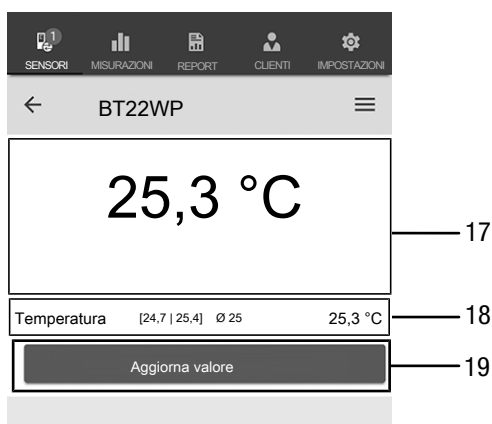 1
SENSORI MISURAZIONI REPORT CLIENTI IMPOSTAZIONI
BT22WP
25,3 °C
17
Temperatura [24,7 | 25,4] Ø 25 25,3 °C
18
Aggiorna valore
19